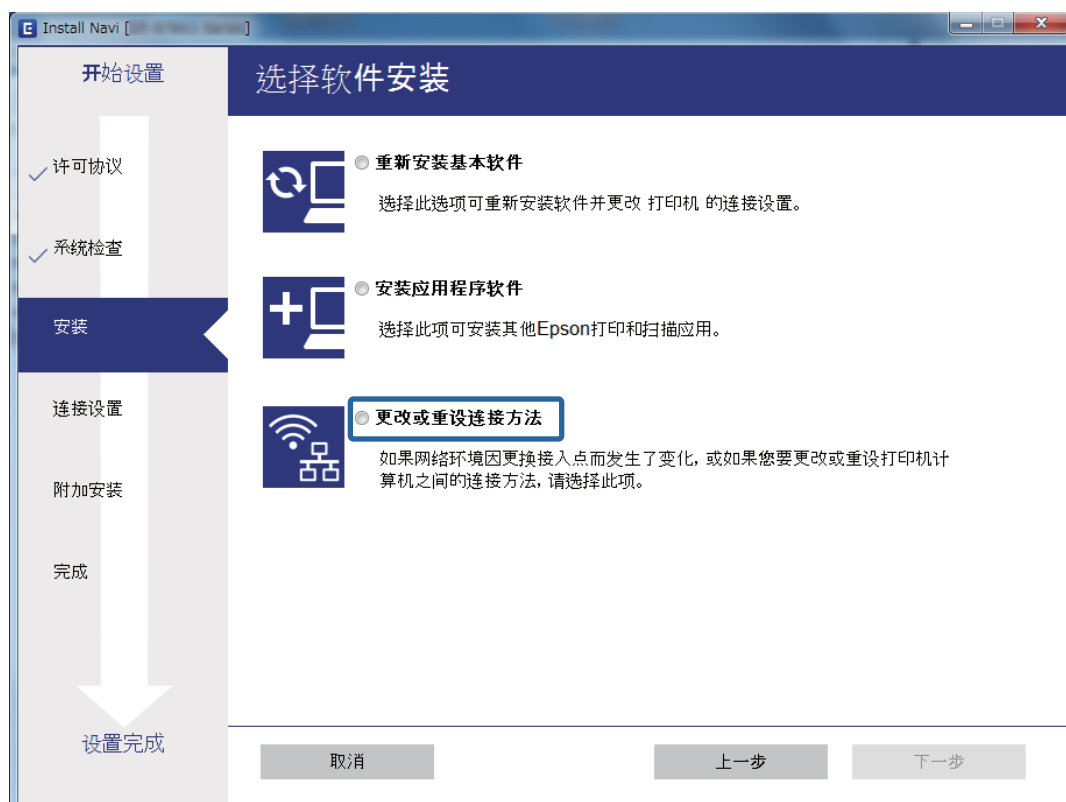 E Install Navi [ ]
开始设置
选择软件安装
许可协议
系统检查
安装
连接设置
附加安装
完成
设置完成
重新安装基本软件
选择此选项可重新安装软件并更改 打印机 的连接设置。
安装应用程序软件
选择此项可安装其他Epson打印和扫描应用。
更改或重设连接方法
如果网络环境因更换接入点而发生了变化, 或如果您要更改或重设打印机计
算机之间的连接方法, 请选择此项。
取消
上一步
下一步